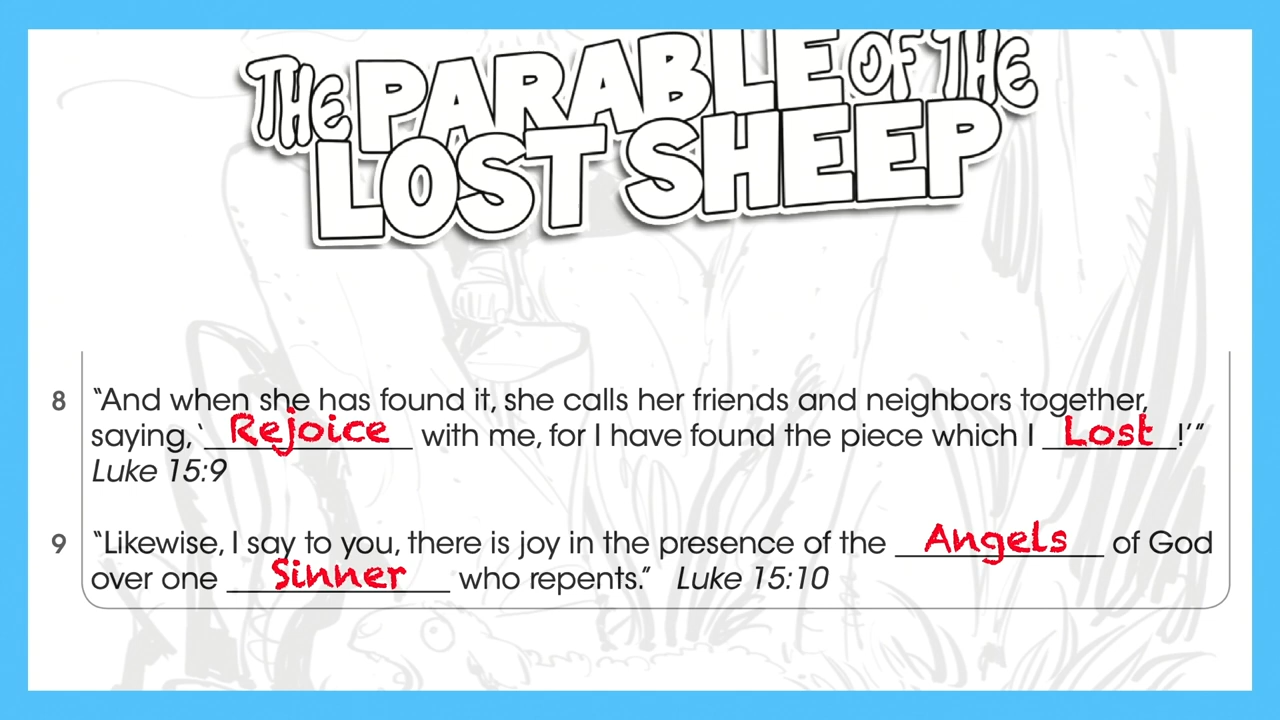 THE PARABLE OF THE
LOST SHEEP
8 “And when she has found it, she calls her friends and neighbors together,
saying, ‘ Rejoice with me, for I have found the piece which I Lost !’”
Luke 15:9
9 “Likewise, I say to you, there is joy in the presence of the Angels of God
over one Sinner who repents.” Luke 15:10